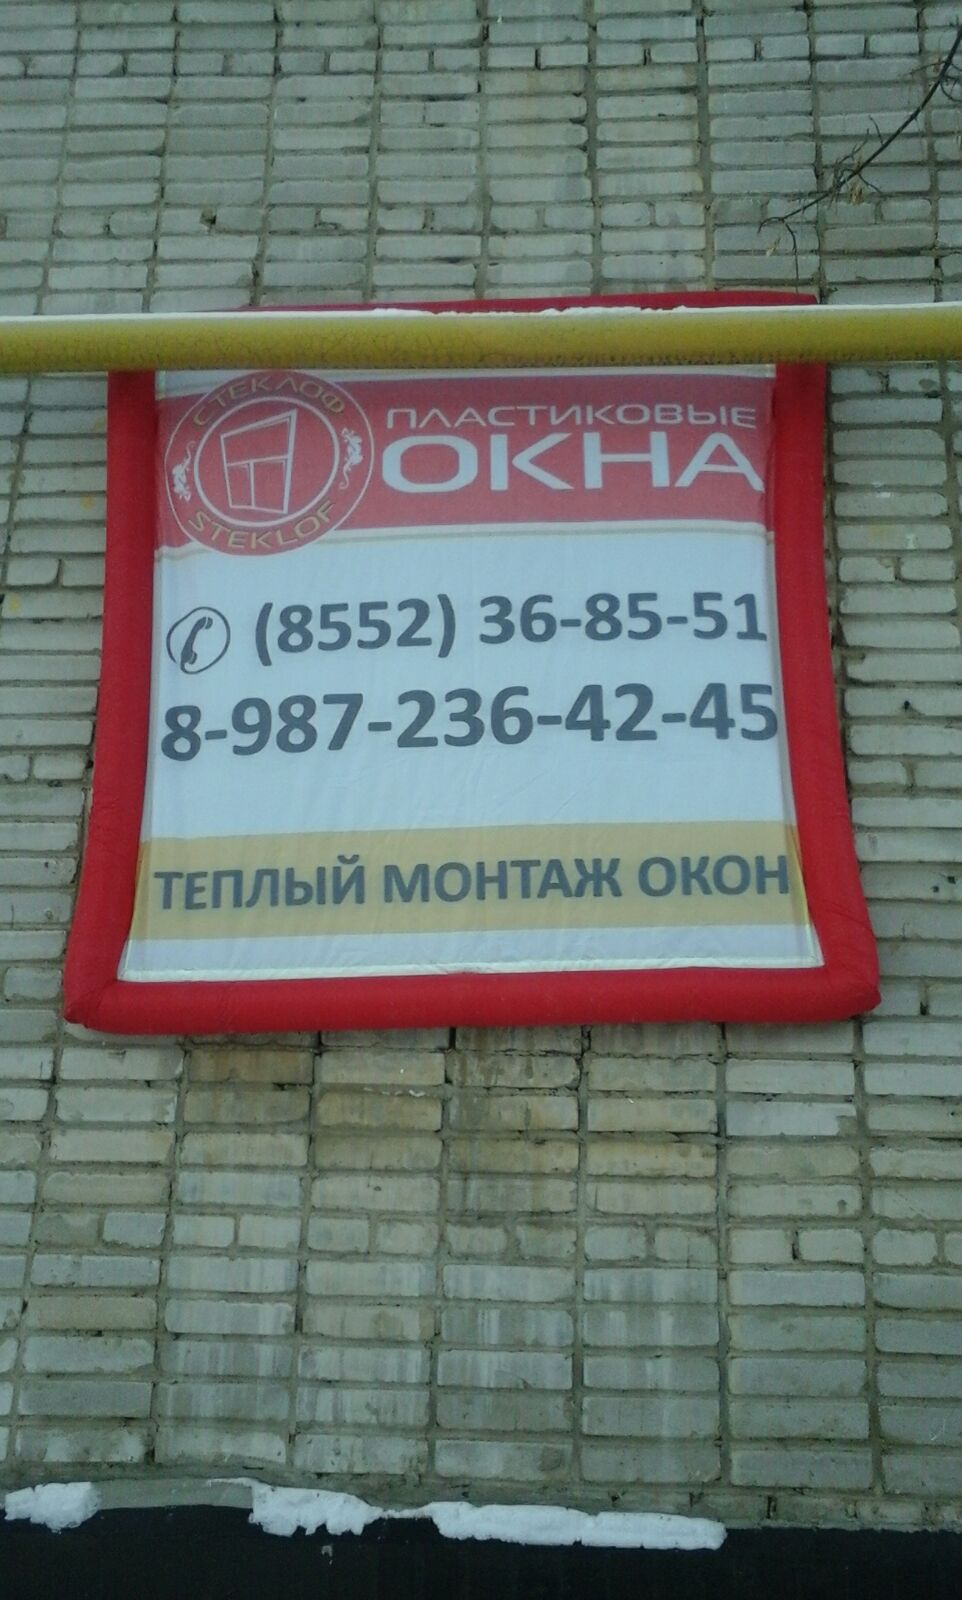 СТЕКЛОФ
STEKLOF
ПЛАСТИКОВЫЕ
ОКНА
(8552) 36-85-51
8-987-236-42-45
ТЕПЛЫЙ МОНТАЖ ОКОН